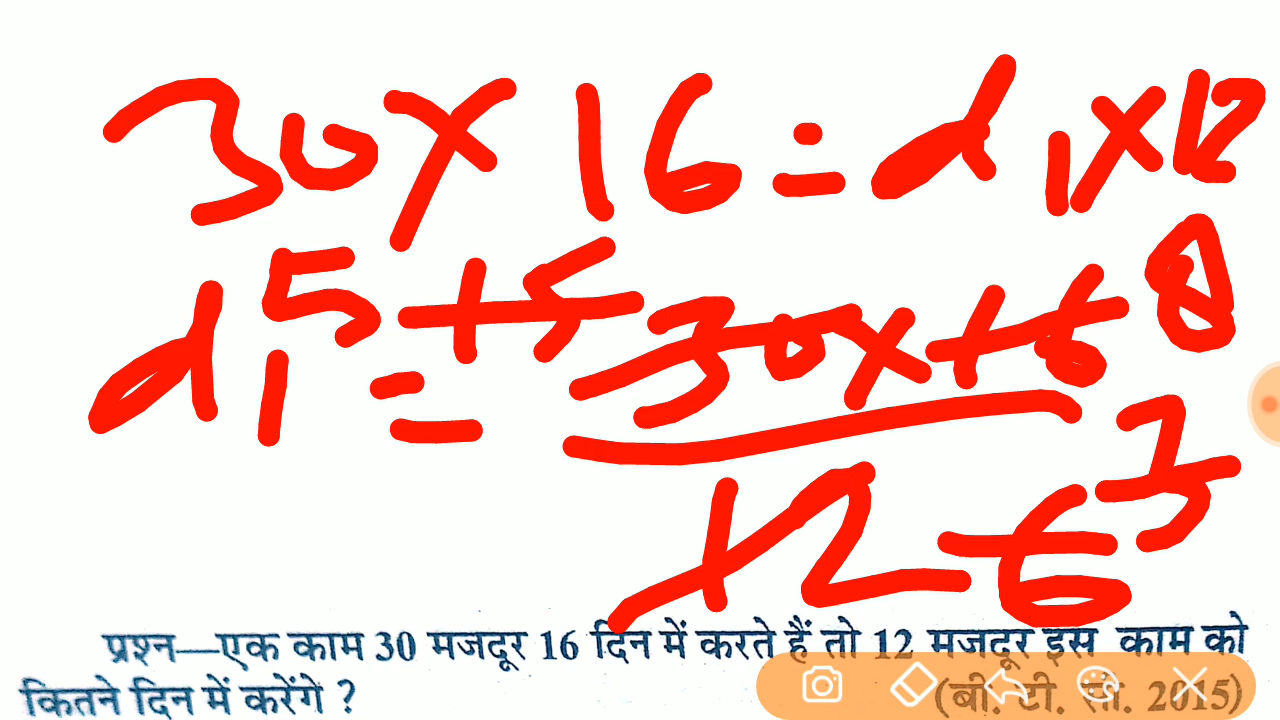 30 x 16 = d1 x 12
d1 = 5 15 30 x 16 8
12 6 3
प्रश्न—एक काम 30 मजदूर 16 दिन में करते हैं तो 12 मजदूर इस काम को
कितने दिन में करेंगे ? (बी. टी. सी. 2015)